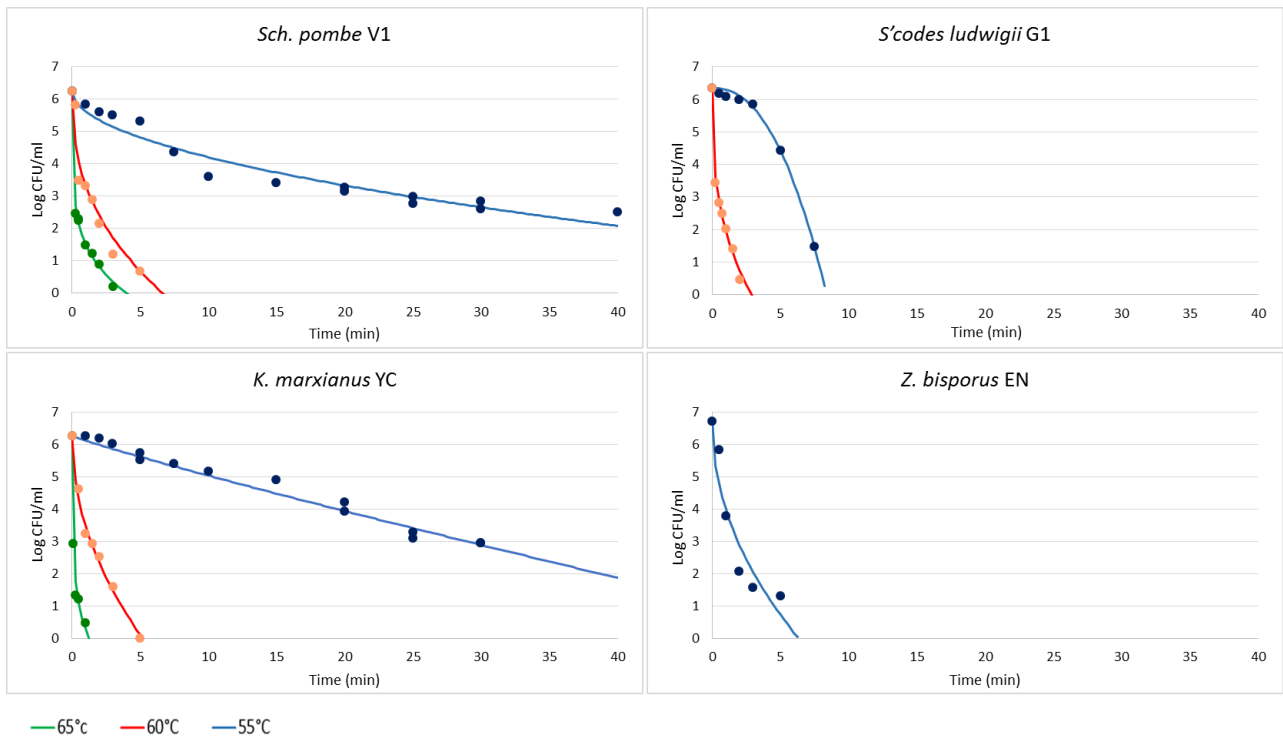 Sch. pombe V1
7
6
5
4
3
2
1
0
Log CFU/ml
0 5 10 15 20 25 30 35 40
Time (min)
S'codes ludwigii G1
7
6
5
4
3
2
1
0
Log CFU/ml
0 5 10 15 20 25 30 35 40
Time (min)
K. marxianus YC
7
6
5
4
3
2
1
0
Log CFU/ml
0 5 10 15 20 25 30 35 40
Time (min)
Z. bisporus EN
7
6
5
4
3
2
1
0
Log CFU/ml
0 5 10 15 20 25 30 35 40
Time (min)
65°c 60°C 55°C